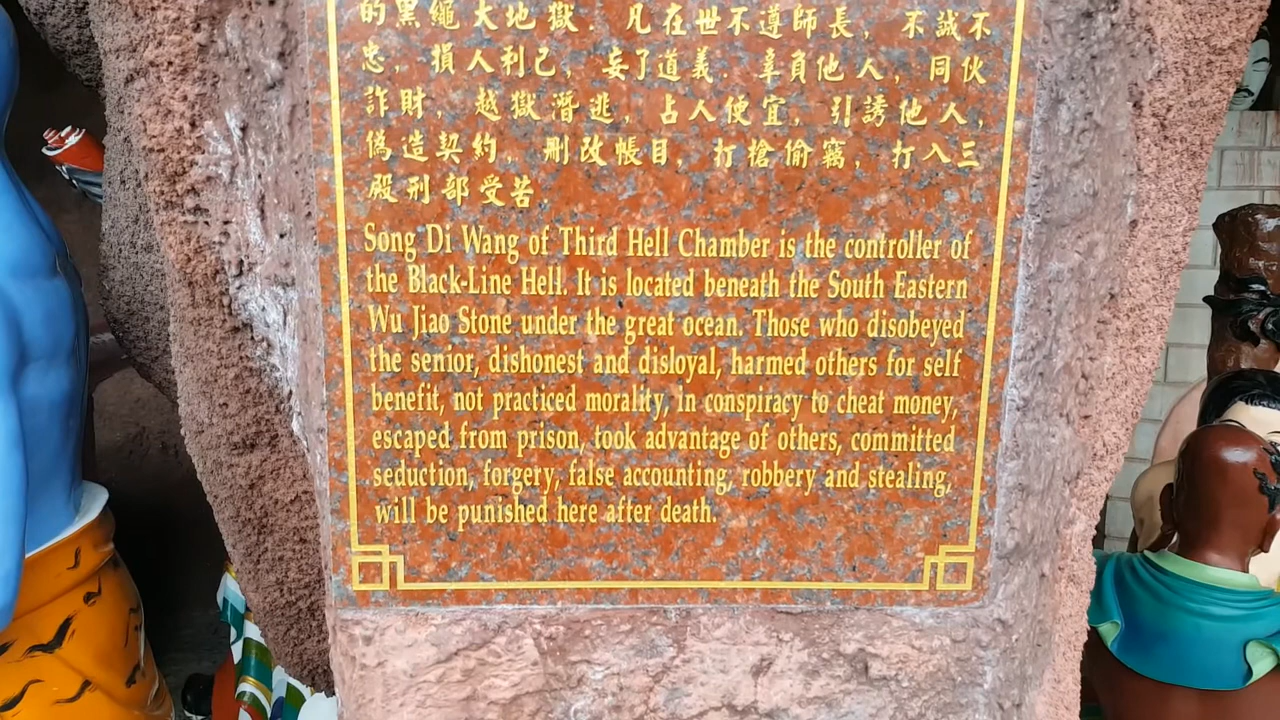 的黑繩大地獄. 凡在世不遵師長, 不誠不
忠, 損人利己, 妄了道義. 辜負他人, 同伙
詐財, 越獄潛逃, 占人便宜, 引誘他人,
偽造契約, 刪改帳目, 打槍偷竊, 打入三
殿刑部受苦.
Song Di Wang of Third Hell Chamber is the controller of
the Black-Line Hell. It is located beneath the South Eastern
Wu Jiao Stone under the great ocean. Those who disobeyed
the senior, dishonest and disloyal, harmed others for self
benefit, not practiced morality, in conspiracy to cheat money,
escaped from prison, took advantage of others, committed
seduction, forgery, false accounting, robbery and stealing,
will be punished here after death.